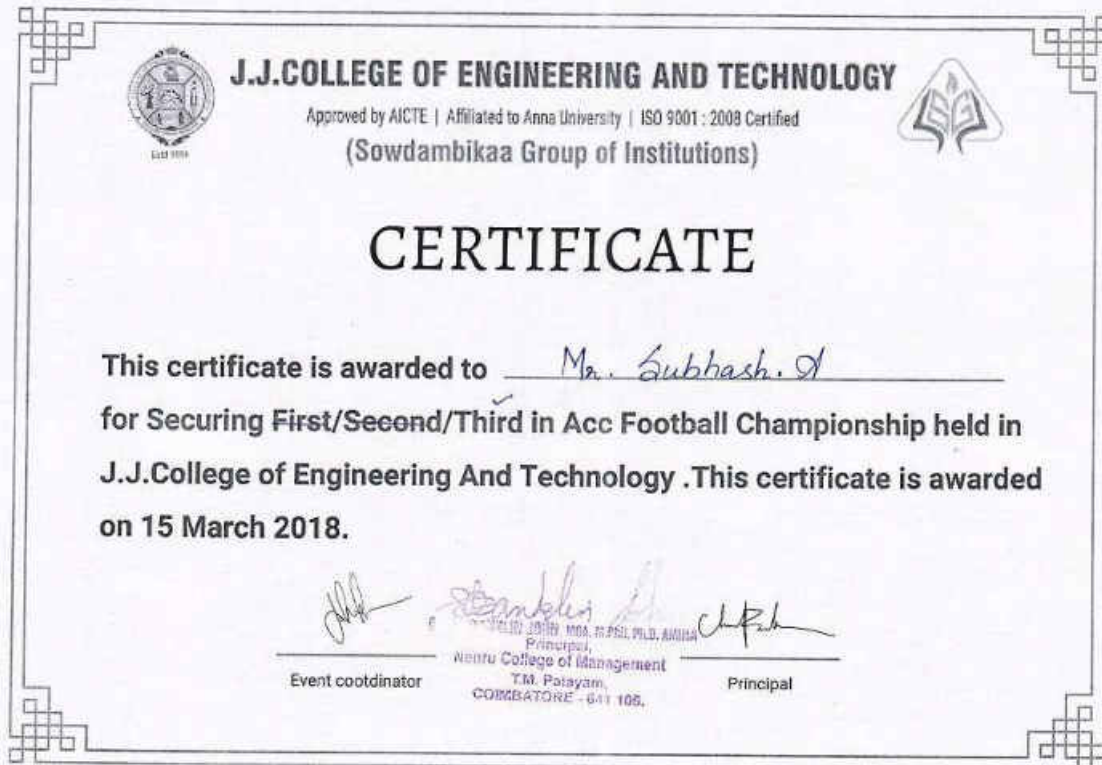 J.J.COLLEGE OF ENGINEERING AND TECHNOLOGY
Approved by AICTE | Affiliated to Anna University | ISO 9001 : 2008 Certified
(Sowdambikaa Group of Institutions)
CERTIFICATE
This certificate is awarded to Mr. Subhash. A
for Securing First/Second/Third in Acc Football Championship held in
J.J.College of Engineering And Technology .This certificate is awarded
on 15 March 2018.
MBA, M.Phil, Ph.D,
Principal,
Nehru College of Management
T.M. Palayam,
COIMBATORE - 641 105.
Event cootdinator
Principal